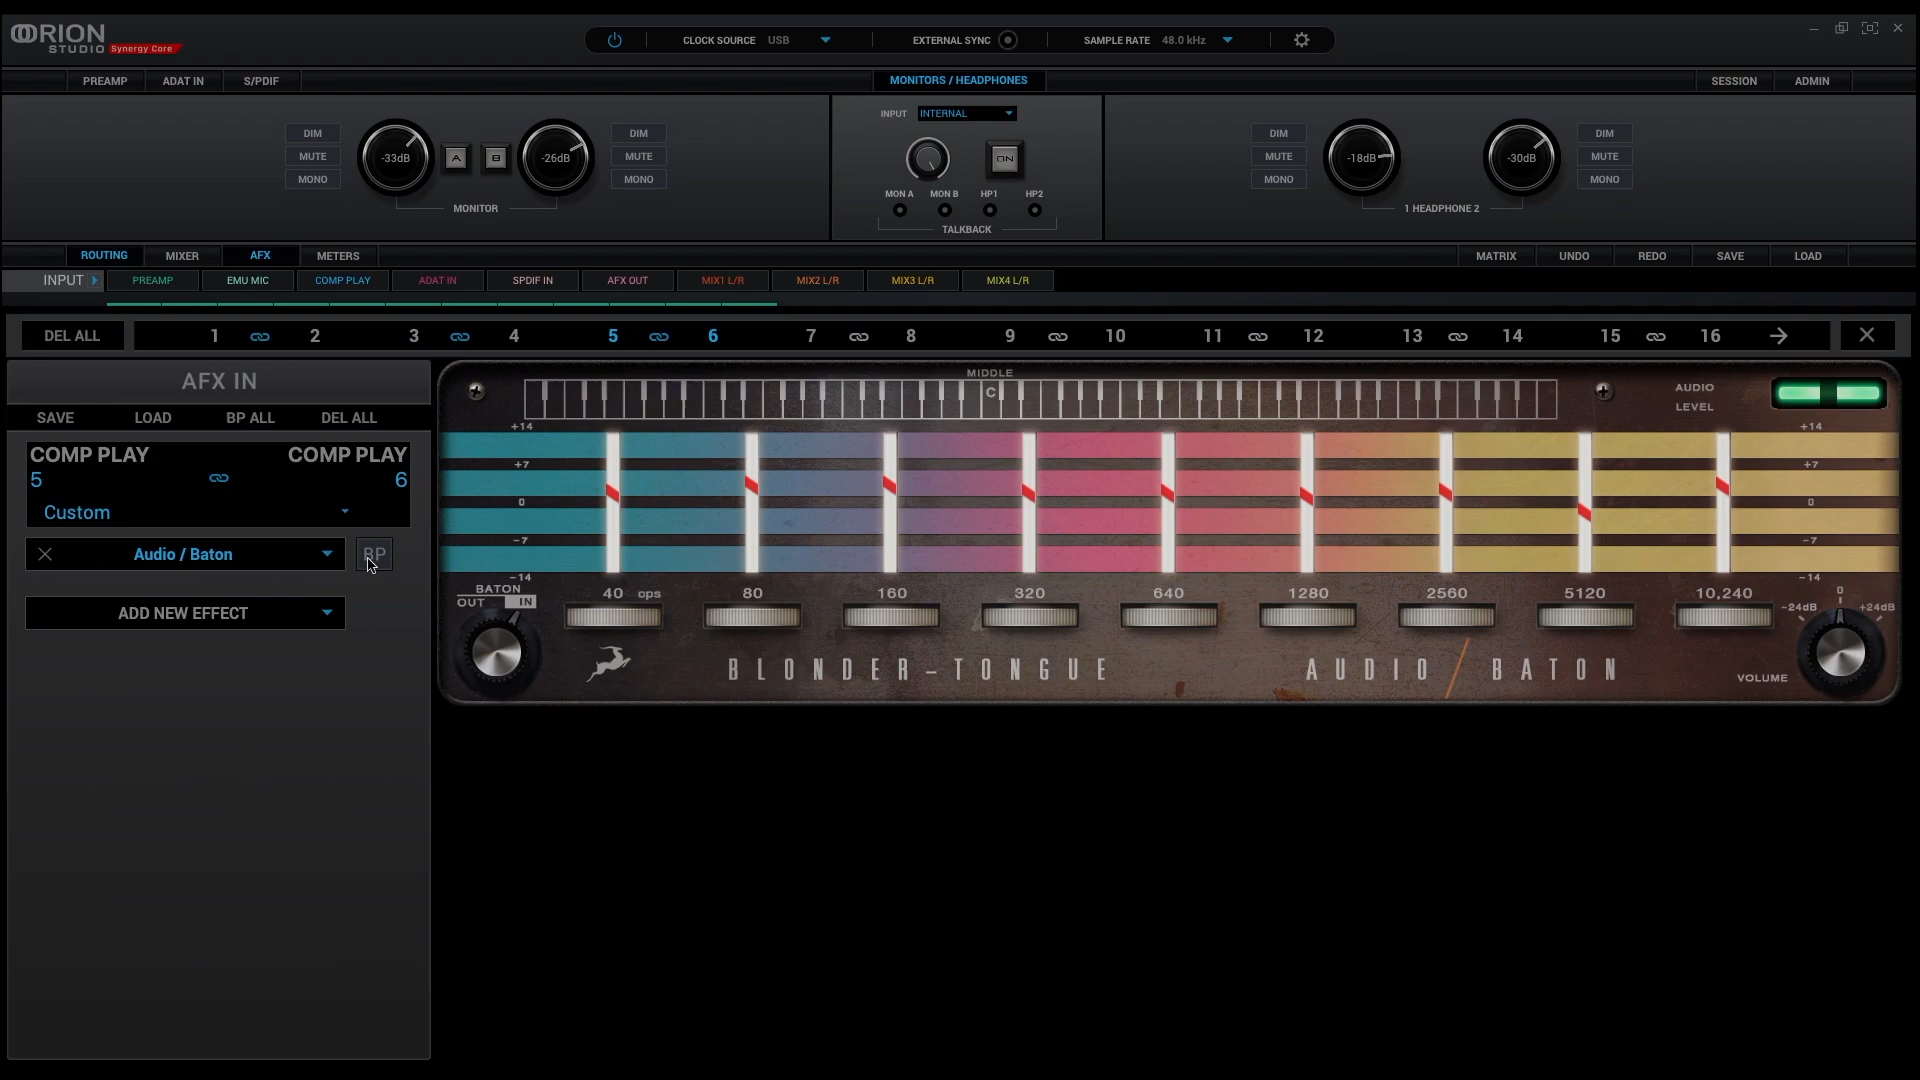 ORION
STUDIO Synergy Core
CLOCK SOURCE USB EXTERNAL SYNC SAMPLE RATE 48.0 kHz
PREAMP ADAT IN S/PDIF MONITORS / HEADPHONES SESSION ADMIN
INPUT INTERNAL
DIM DIM DIM DIM
MUTE -33dB A B -26dB MUTE ON MUTE -18dB -30dB MUTE
MONO MONO MONO MONO
MON A MON B HP1 HP2
MONITOR 1 HEADPHONE 2
TALKBACK
ROUTING MIXER AFX METERS MATRIX UNDO REDO SAVE LOAD
INPUT PREAMP EMU MIC COMP PLAY ADAT IN SPDIF IN AFX OUT MIX1 L/R MIX2 L/R MIX3 L/R MIX4 L/R
DEL ALL 1 2 3 4 5 6 7 8 9 10 11 12 13 14 15 16
AFX IN
SAVE LOAD BP ALL DEL ALL
COMP PLAY COMP PLAY
5 6
Custom
Audio / Baton BP
ADD NEW EFFECT
MIDDLE
C
AUDIO
LEVEL
+14 +14
+7 +7
0 0
-7 -7
-14 -14
BATON
OUT IN
40 cps 80 160 320 640 1280 2560 5120 10,240
0
-24dB +24dB
BLONDER-TONGUE AUDIO / BATON
VOLUME